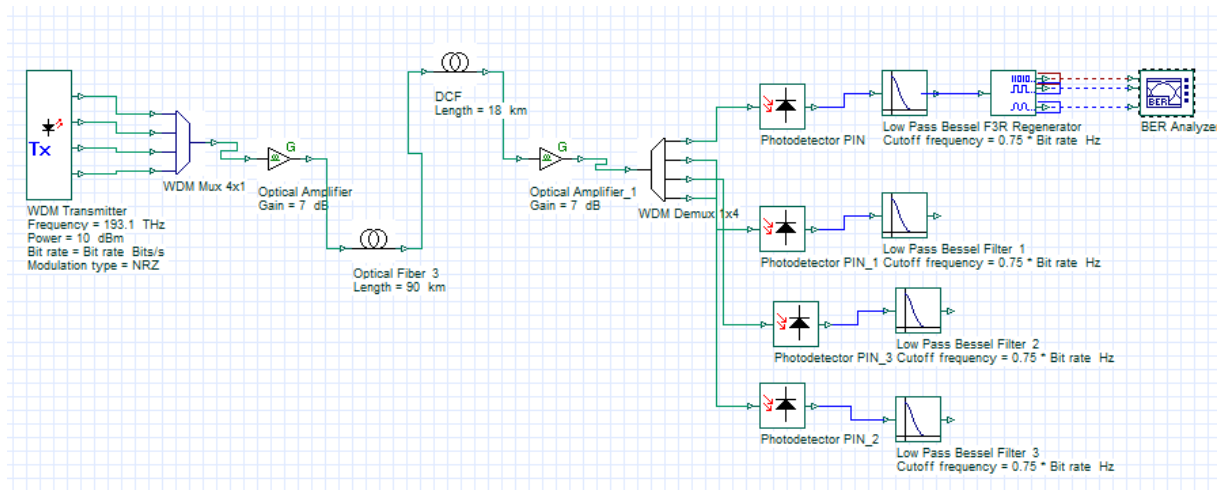 Tx
WDM Transmitter
Frequency = 193.1 THz
Power = 10 dBm
Bit rate = Bit rate Bits/s
Modulation type = NRZ
WDM Mux 4x1
G
Optical Amplifier
Gain = 7 dB
Optical Fiber 3
Length = 90 km
DCF
Length = 18 km
G
Optical Amplifier_1
Gain = 7 dB
WDM Demux 1x4
Photodetector PIN
Low Pass Bessel F3R Regenerator
Cutoff frequency = 0.75 * Bit rate Hz
BER
BER Analyzer
Photodetector PIN_1
Low Pass Bessel Filter 1
Cutoff frequency = 0.75 * Bit rate Hz
Photodetector PIN_3
Low Pass Bessel Filter 2
Cutoff frequency = 0.75 * Bit rate Hz
Photodetector PIN_2
Low Pass Bessel Filter 3
Cutoff frequency = 0.75 * Bit rate Hz